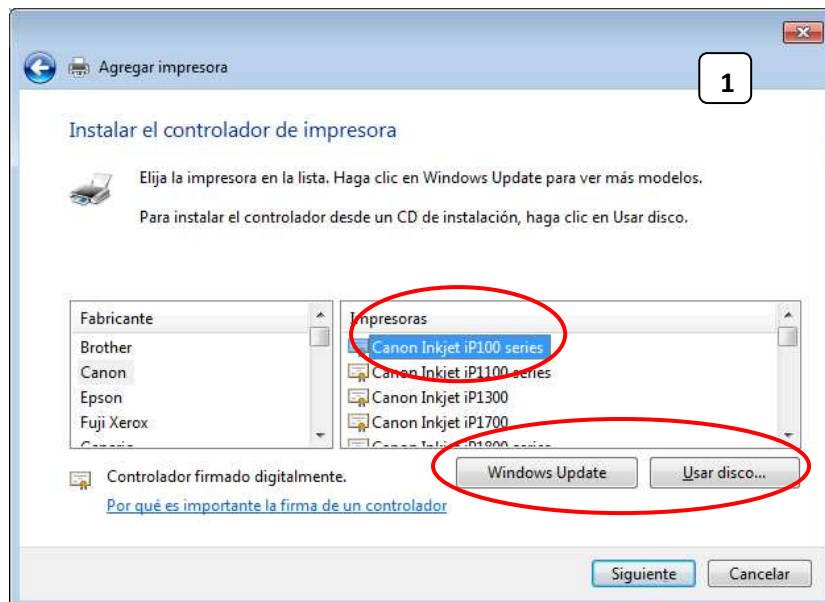 Agregar impresora
1
Instalar el controlador de impresora
Elija la impresora en la lista. Haga clic en Windows Update para ver más modelos.
Para instalar el controlador desde un CD de instalación, haga clic en Usar disco.
Fabricante
Brother
Canon
Epson
Fuji Xerox
Impresoras
Canon Inkjet iP100 series
Canon Inkjet iP1100 series
Canon Inkjet iP1300
Canon Inkjet iP1700
Canon Inkjet iP1800 series
Controlador firmado digitalmente.
Por qué es importante la firma de un controlador
Windows Update
Usar disco...
Siguiente
Cancelar